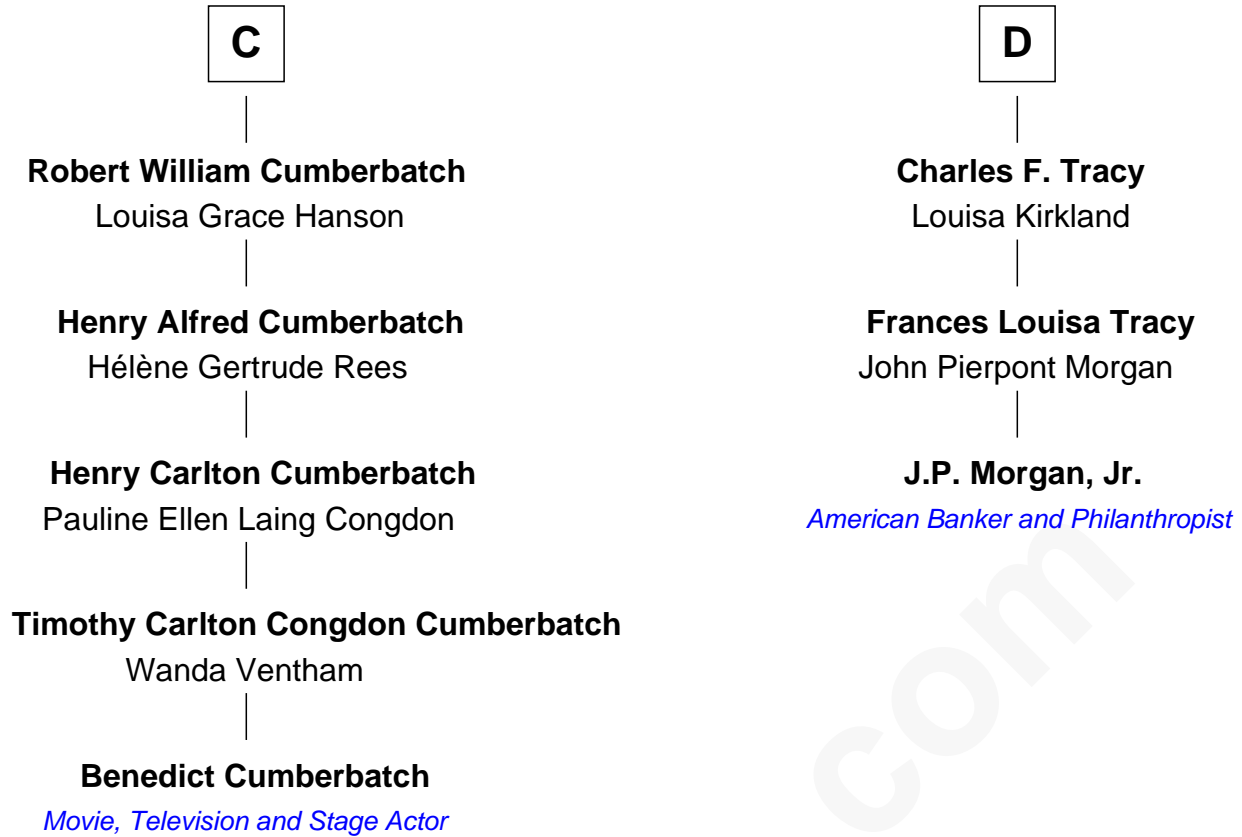 C
Robert William Cumberbatch
Louisa Grace Hanson
Henry Alfred Cumberbatch
Hélène Gertrude Rees
Henry Carlton Cumberbatch
Pauline Ellen Laing Congdon
Timothy Carlton Congdon Cumberbatch
Wanda Ventham
Benedict Cumberbatch
Movie, Television and Stage Actor
D
Charles F. Tracy
Louisa Kirkland
Frances Louisa Tracy
John Pierpont Morgan
J.P. Morgan, Jr.
American Banker and Philanthropist
com